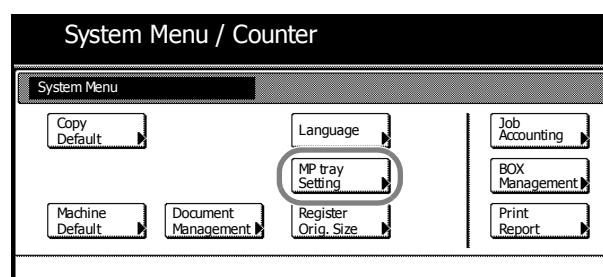 System Menu / Counter
System Menu
Copy
Default
Language
Job
Accounting
MP tray
Setting
BOX
Management
Machine
Default
Document
Management
Register
Orig. Size
Print
Report